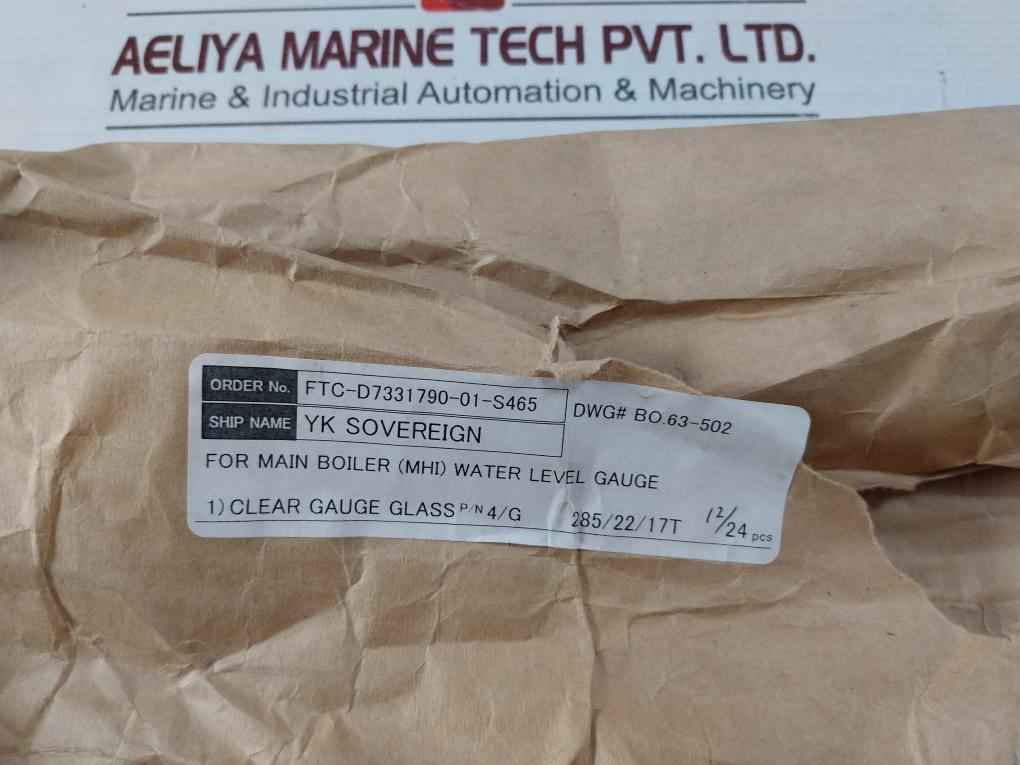 AELIYA MARINE TECH PVT. LTD.
Marine & Industrial Automation & Machinery
ORDER No. FTC-D7331790-01-S465
DWG# BO.63-502
SHIP NAME YK SOVEREIGN
FOR MAIN BOILER (MHI) WATER LEVEL GAUGE
1) CLEAR GAUGE GLASS P/N 4/G 285/22/17T 12/24 pcs